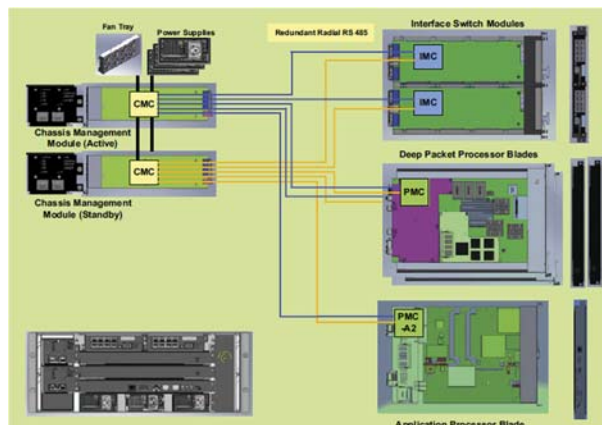 Fan Tray
Power Supplies
Redundant Radial RS 485
Interface Switch Modules
IMC
CMC
IMC
Chassis Management
Module (Active)
Deep Packet Processor Blades
CMC
PMC
Chassis Management
Module (Standby)
PMC
-A2
Application Processor Blade